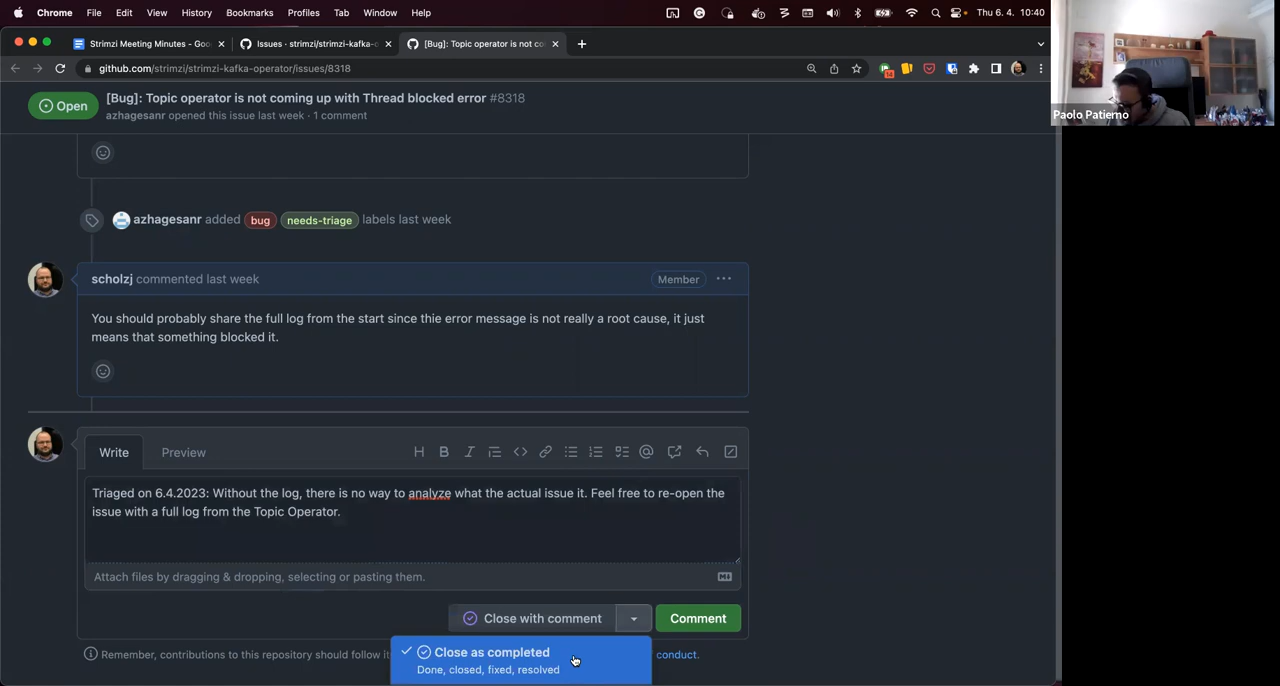 Chrome File Edit View History Bookmarks Profiles Tab Window Help Thu 6. 4. 10:40
Strimzi Meeting Minutes - Goo
Issues · strimzi/strimzi-kafka-o
[Bug]: Topic operator is not co
github.com/strimzi/strimzi-kafka-operator/issues/8318
14
Open
[Bug]: Topic operator is not coming up with Thread blocked error #8318
azhagesanr opened this issue last week · 1 comment
Paolo Patierno
azhagesanr added bug needs-triage labels last week
scholzj commented last week
Member
You should probably share the full log from the start since thie error message is not really a root cause, it just
means that something blocked it.
Write Preview
Triaged on 6.4.2023: Without the log, there is no way to analyze what the actual issue it. Feel free to re-open the
issue with a full log from the Topic Operator.
Attach files by dragging & dropping, selecting or pasting them.
Close with comment
Comment
Close as completed
Done, closed, fixed, resolved
Remember, contributions to this repository should follow it
conduct.